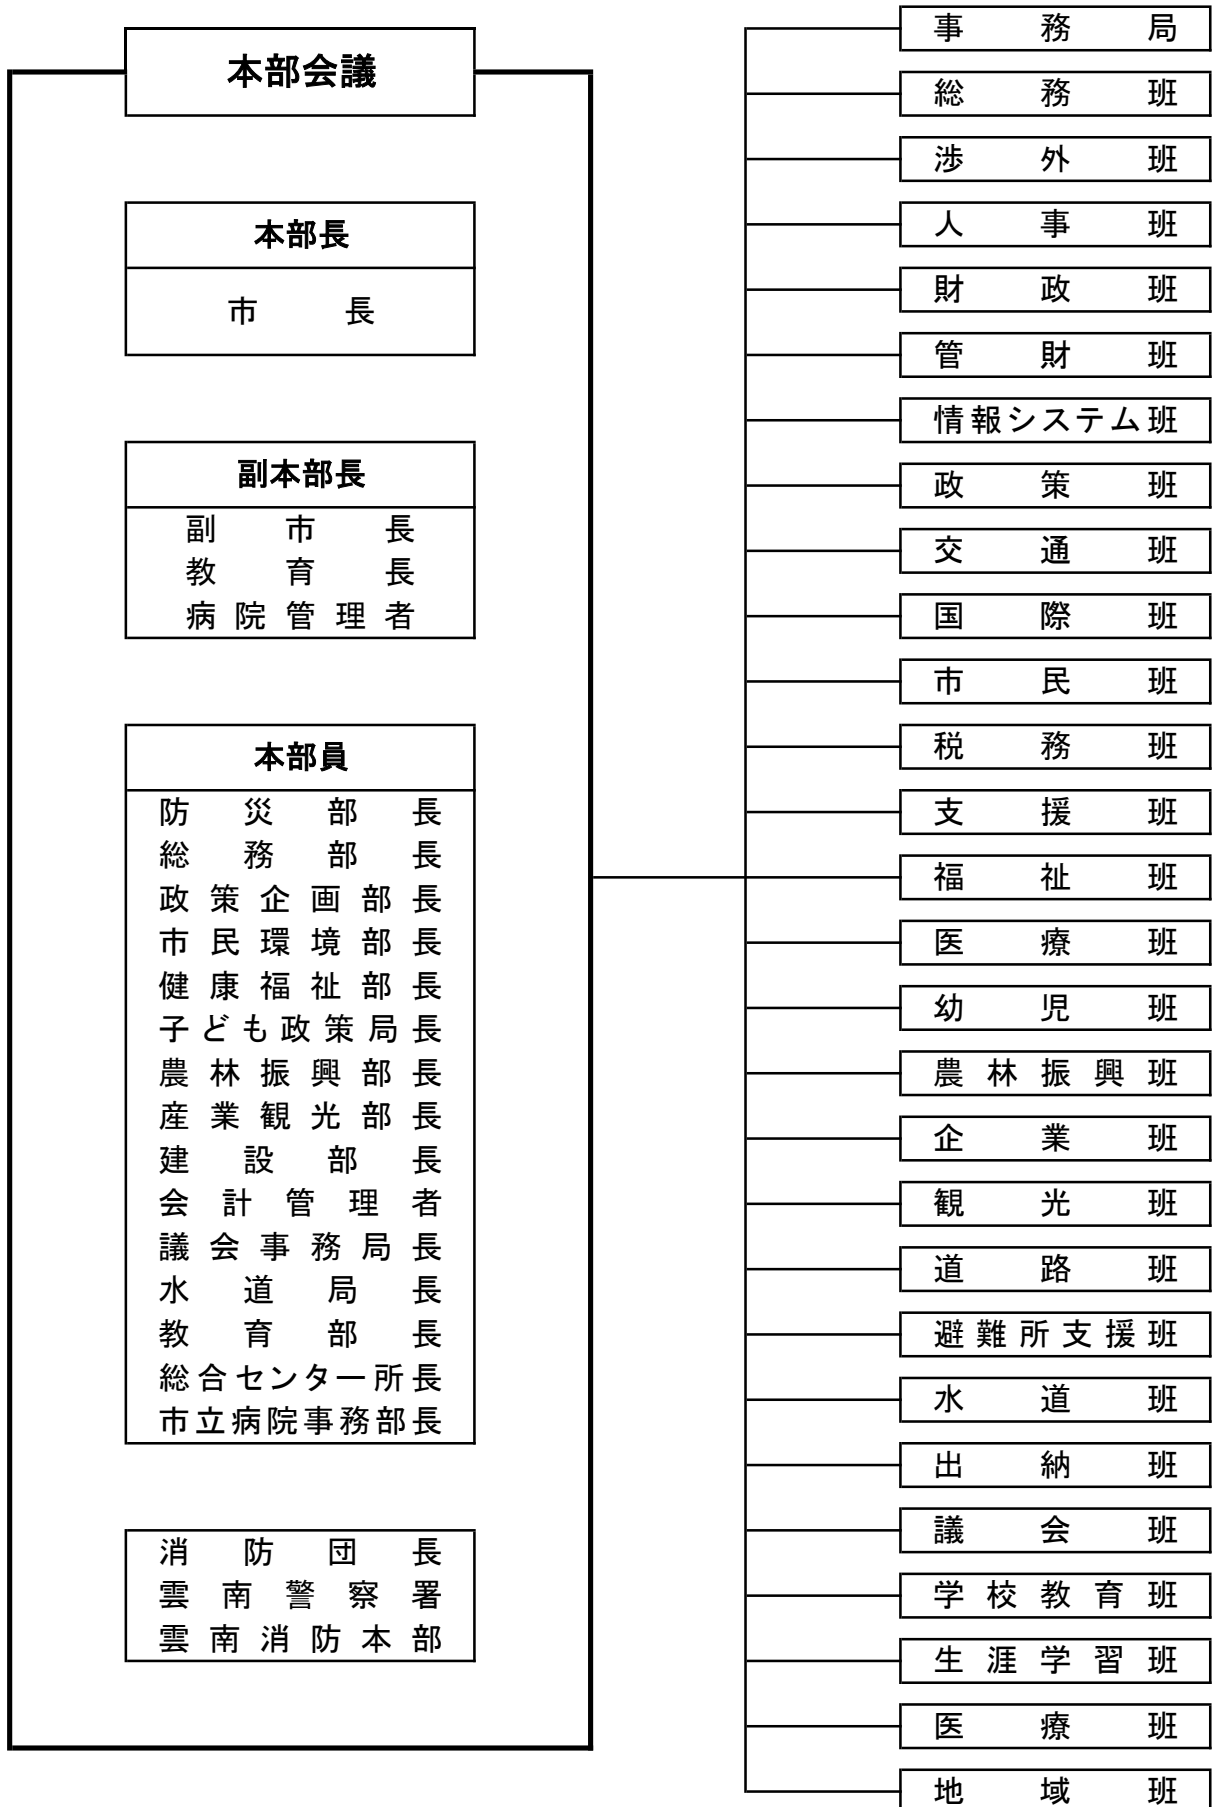 本部会議
本部長
市長
副本部長
副市長
教育長
病院管理者
本部員
防災部長
総務部長
政策企画部長
市民環境部長
健康福祉部長
子ども政策局長
農林振興部長
産業観光部長
建設部長
会計管理者
議会事務局長
水道局長
教育部長
総合センター所長
市立病院事務部長
消防団長
雲南警察署
雲南消防本部
事務局
総務班
渉外班
人事班
財政班
管財班
情報システム班
政策班
交通班
国際班
市民班
税務班
支援班
福祉班
医療班
幼児班
農林振興班
企業班
観光班
道路班
避難所支援班
水道班
出納班
議会班
学校教育班
生涯学習班
医療班
地域班